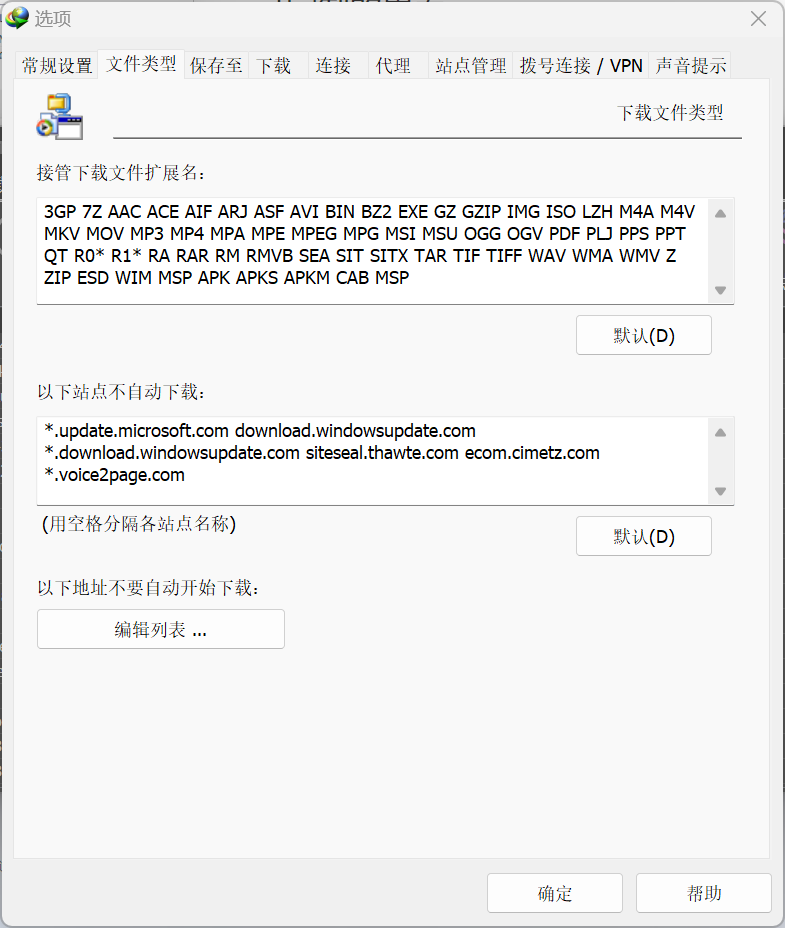 选项
常规设置 文件类型 保存至 下载 连接 代理 站点管理 拨号连接 / VPN 声音提示
下载文件类型
接管下载文件扩展名:
3GP 7Z AAC ACE AIF ARJ ASF AVI BIN BZ2 EXE GZ GZIP IMG ISO LZH M4A M4V
MKV MOV MP3 MP4 MPA MPE MPEG MPG MSI MSU OGG OGV PDF PLJ PPS PPT
QT R0* R1* RA RAR RM RMVB SEA SIT SITX TAR TIF TIFF WAV WMA WMV Z
ZIP ESD WIM MSP APK APKS APKM CAB MSP
默认(D)
以下站点不自动下载:
*.update.microsoft.com download.windowsupdate.com
*.download.windowsupdate.com siteseal.thawte.com ecom.cimetz.com
*.voice2page.com
(用空格分隔各站点名称)
默认(D)
以下地址不要自动开始下载:
编辑列表 ...
确定 帮助